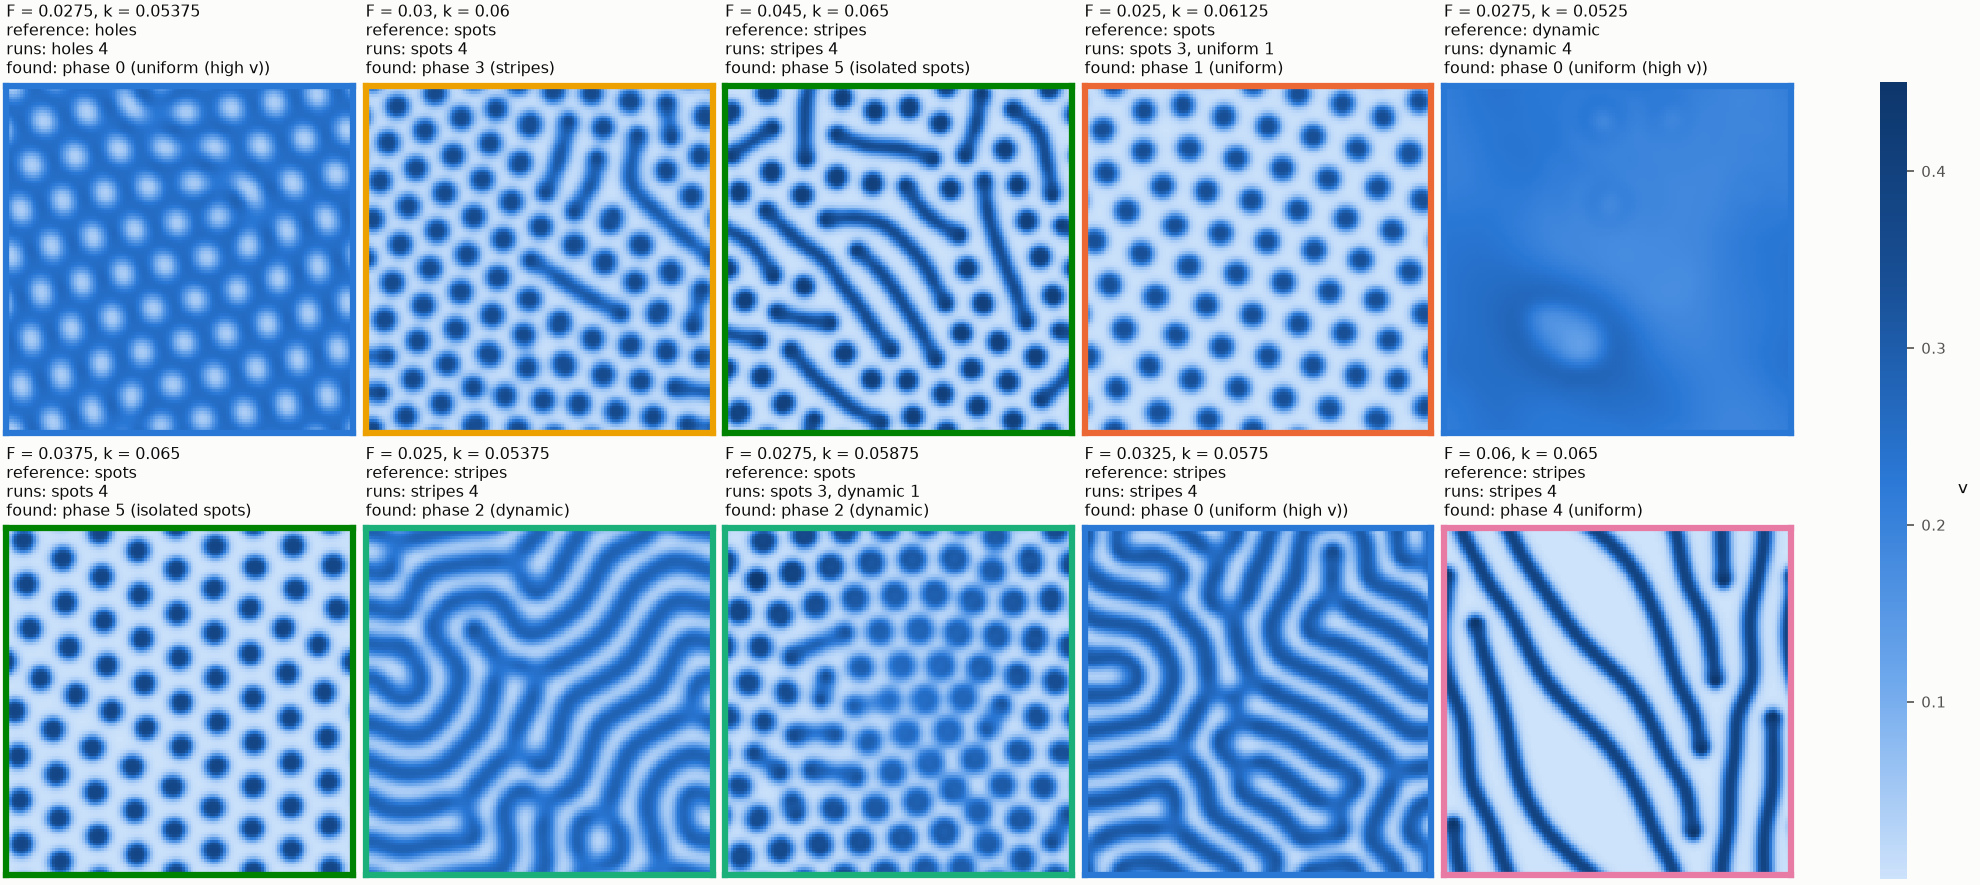 F = 0.0275, k = 0.05375
reference: holes
runs: holes 4
found: phase 0 (uniform (high v))
F = 0.03, k = 0.06
reference: spots
runs: spots 4
found: phase 3 (stripes)
F = 0.045, k = 0.065
reference: stripes
runs: stripes 4
found: phase 5 (isolated spots)
F = 0.025, k = 0.06125
reference: spots
runs: spots 3, uniform 1
found: phase 1 (uniform)
F = 0.0275, k = 0.0525
reference: dynamic
runs: dynamic 4
found: phase 0 (uniform (high v))
F = 0.0375, k = 0.065
reference: spots
runs: spots 4
found: phase 5 (isolated spots)
F = 0.025, k = 0.05375
reference: stripes
runs: stripes 4
found: phase 2 (dynamic)
F = 0.0275, k = 0.05875
reference: spots
runs: spots 3, dynamic 1
found: phase 2 (dynamic)
F = 0.0325, k = 0.0575
reference: stripes
runs: stripes 4
found: phase 0 (uniform (high v))
F = 0.06, k = 0.065
reference: stripes
runs: stripes 4
found: phase 4 (uniform)
0.4
0.3
0.2
0.1
v